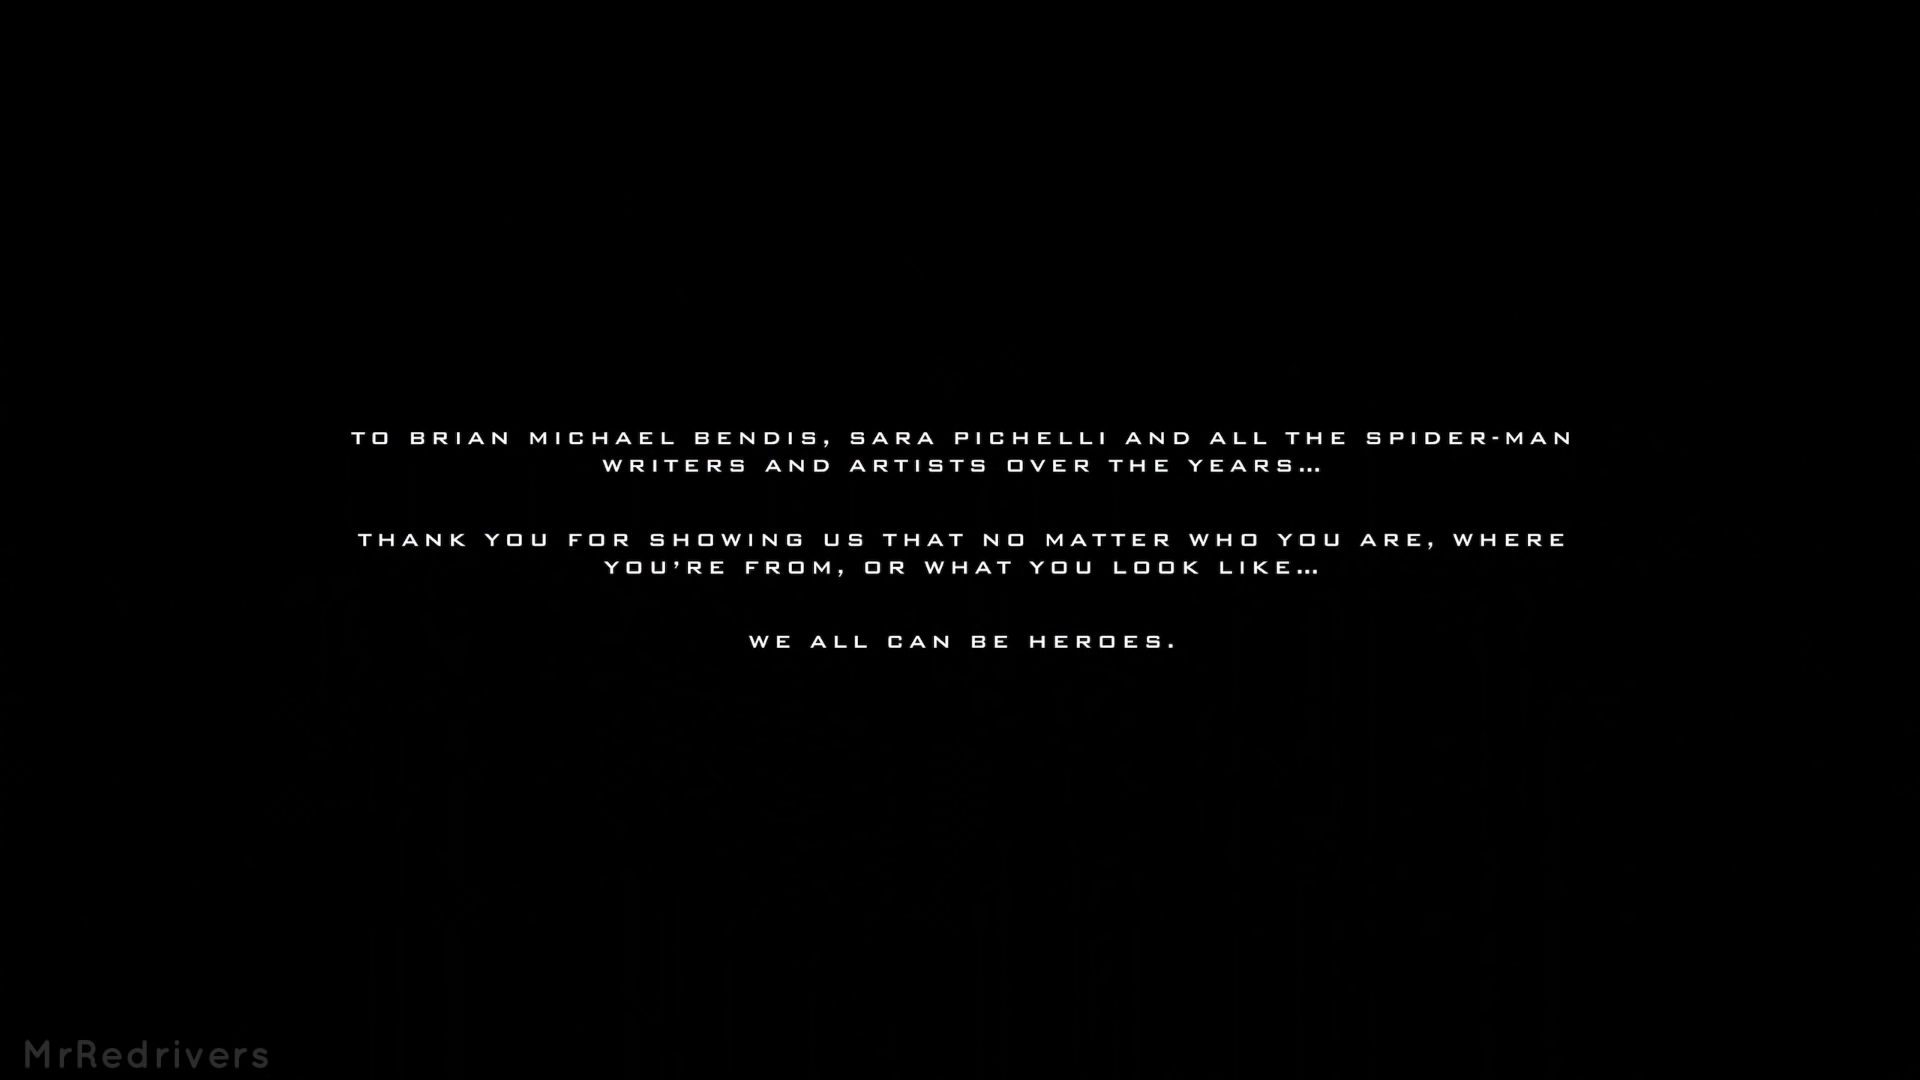 TO BRIAN MICHAEL BENDIS, SARA PICHELLI AND ALL THE SPIDER-MAN
WRITERS AND ARTISTS OVER THE YEARS…
THANK YOU FOR SHOWING US THAT NO MATTER WHO YOU ARE, WHERE
YOU’RE FROM, OR WHAT YOU LOOK LIKE…
WE ALL CAN BE HEROES.
MrRedrivers